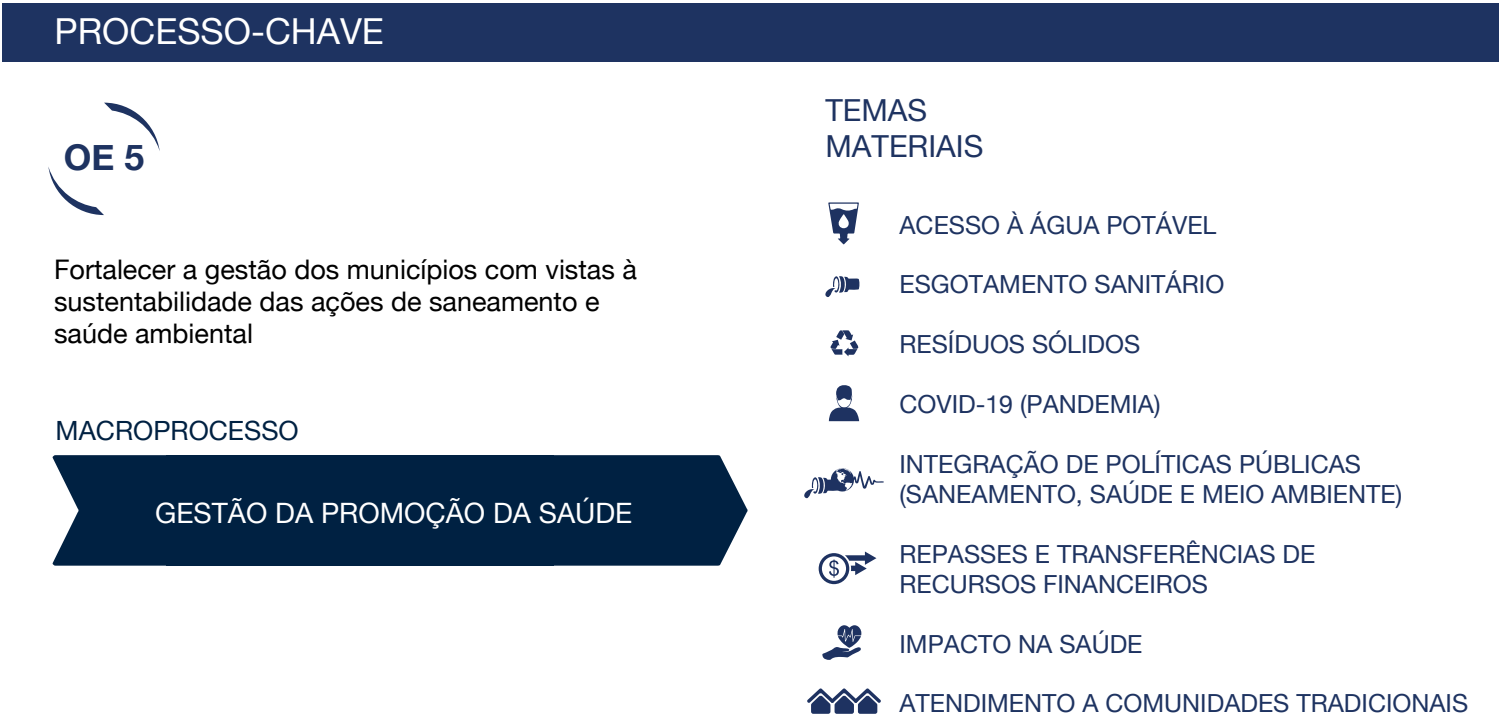 PROCESSO-CHAVE
OE 5
Fortalecer a gestão dos municípios com vistas à
sustentabilidade das ações de saneamento e
saúde ambiental
MACROPROCESSO
GESTÃO DA PROMOÇÃO DA SAÚDE
TEMAS
MATERIAIS
ACESSO À ÁGUA POTÁVEL
ESGOTAMENTO SANITÁRIO
RESÍDUOS SÓLIDOS
COVID-19 (PANDEMIA)
INTEGRAÇÃO DE POLÍTICAS PÚBLICAS
(SANEAMENTO, SAÚDE E MEIO AMBIENTE)
$
REPASSES E TRANSFERÊNCIAS DE
RECURSOS FINANCEIROS
IMPACTO NA SAÚDE
ATENDIMENTO A COMUNIDADES TRADICIONAIS